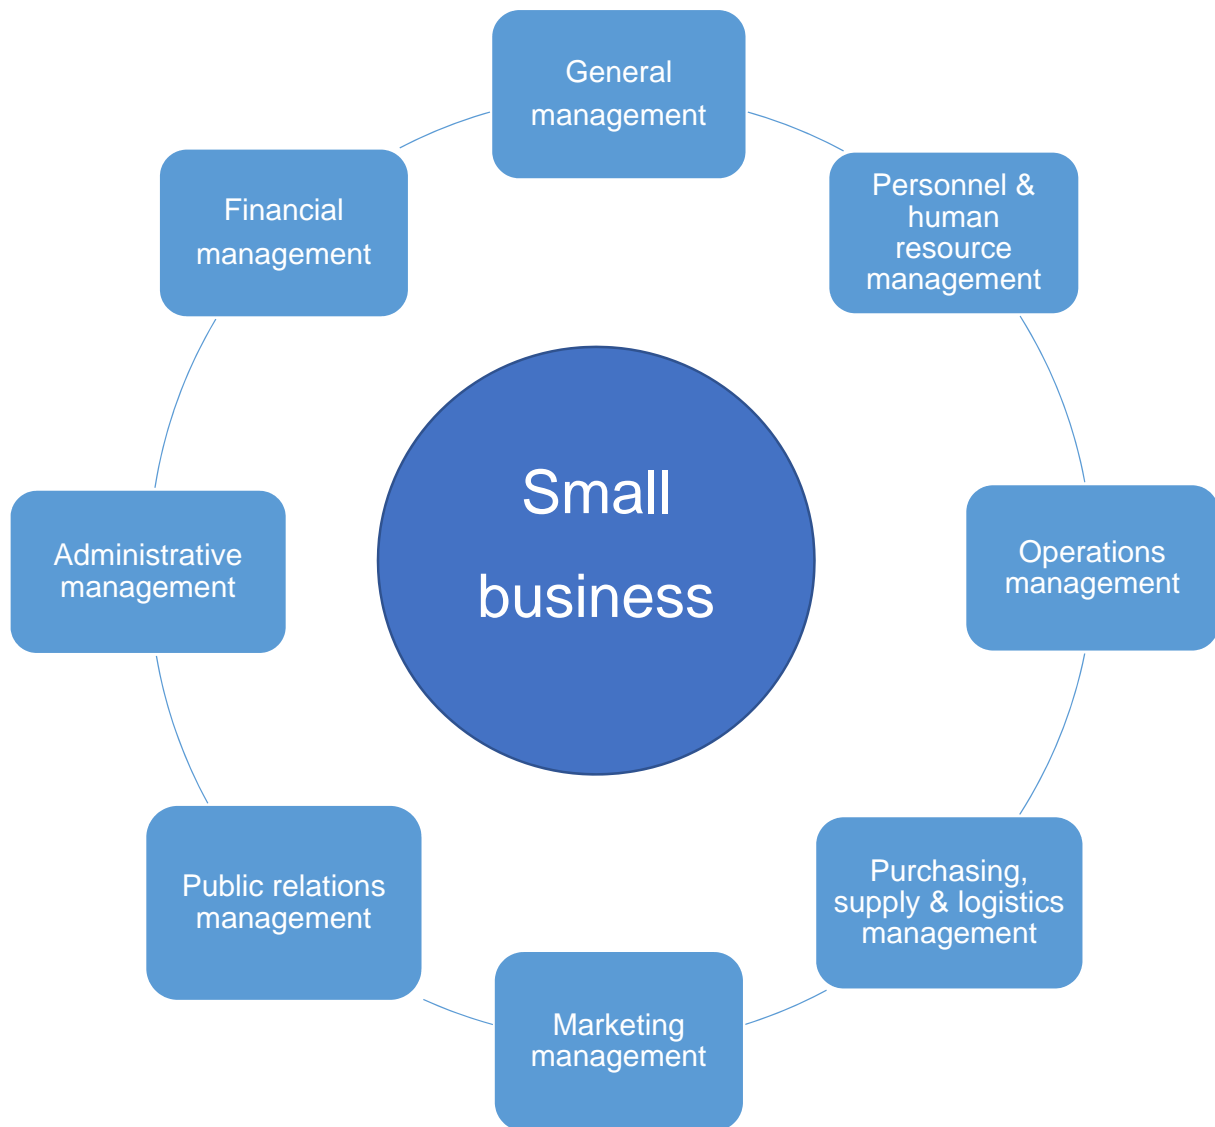 General
management
Personnel &
human
resource
management
Financial
management
Small
business
Administrative
management
Operations
management
Public relations
management
Purchasing,
supply & logistics
management
Marketing
management